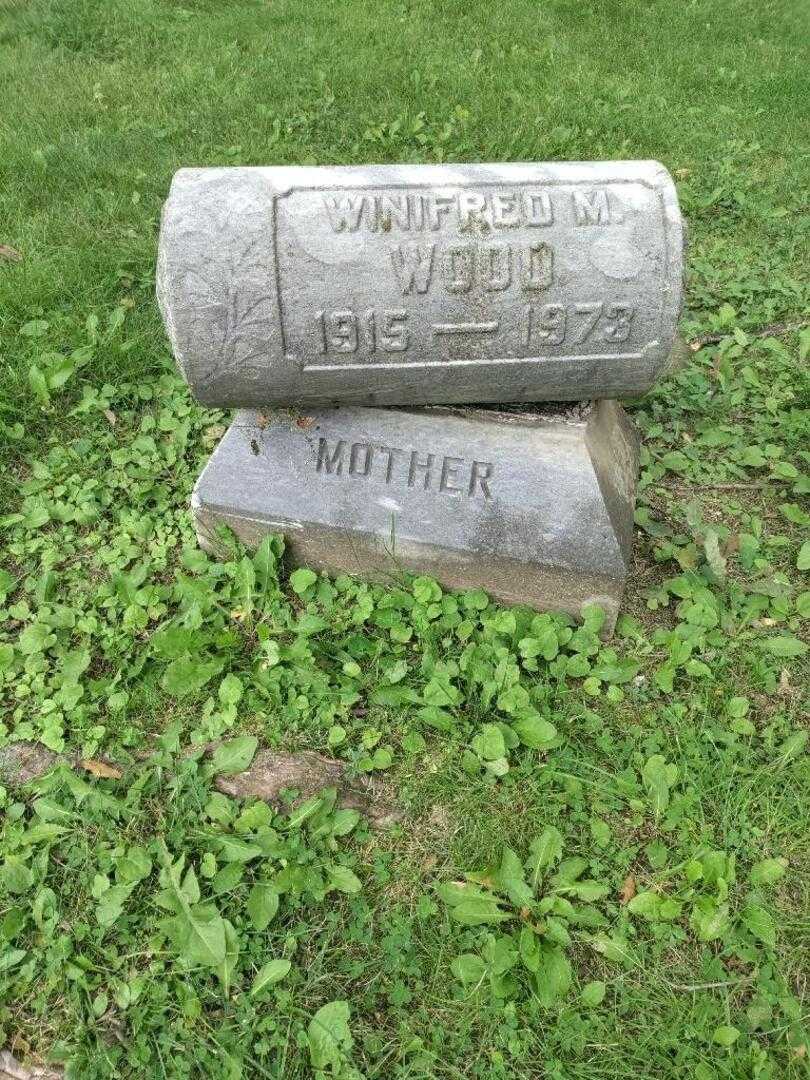 WINIFRED M.
WOOD
1915 — 1973
MOTHER